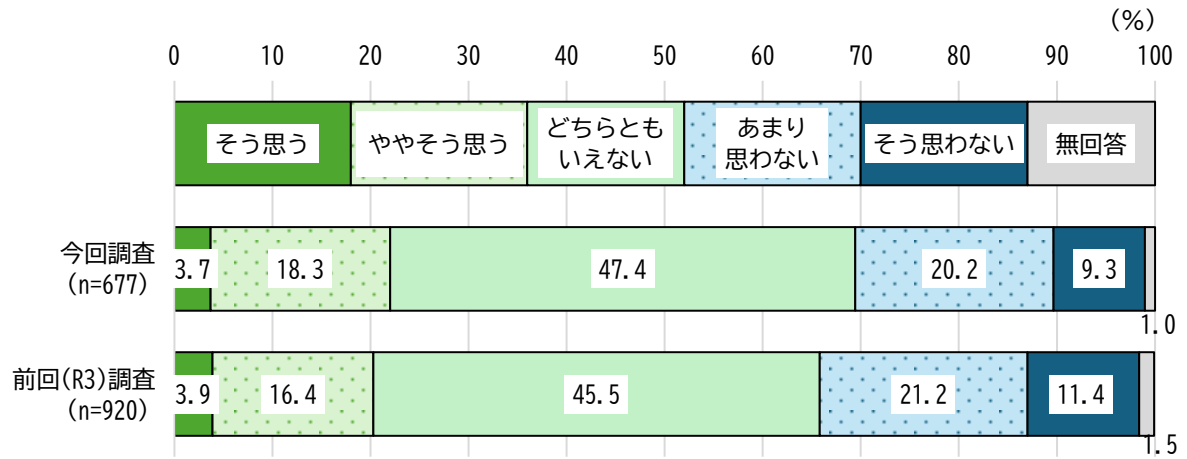 (%)
0 10 20 30 40 50 60 70 80 90 100
そう思う ややそう思う どちらとも あまり そう思わない 無回答
いえない 思わない
今回調査
(n=677)
3.7 18.3 47.4 20.2 9.3
1.0
前回(R3)調査
(n=920)
3.9 16.4 45.5 21.2 11.4
1.5